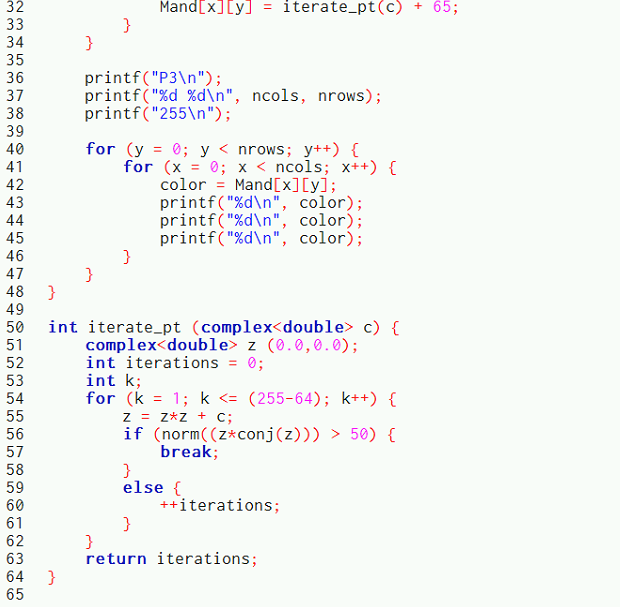 32                Mand[x][y] = iterate_pt(c) + 65;
33            }
34        }
35
36        printf("P3\n");
37        printf("%d %d\n", ncols, nrows);
38        printf("255\n");
39
40        for (y = 0; y < nrows; y++) {
41            for (x = 0; x < ncols; x++) {
42                color = Mand[x][y];
43                printf("%d\n", color);
44                printf("%d\n", color);
45                printf("%d\n", color);
46            }
47        }
48    }
49
50    int iterate_pt (complex<double> c) {
51        complex<double> z (0.0,0.0);
52        int iterations = 0;
53        int k;
54        for (k = 1; k <= (255-64); k++) {
55            z = z*z + c;
56            if (norm((z*conj(z))) > 50) {
57                break;
58            }
59            else {
60                ++iterations;
61            }
62        }
63        return iterations;
64    }
65